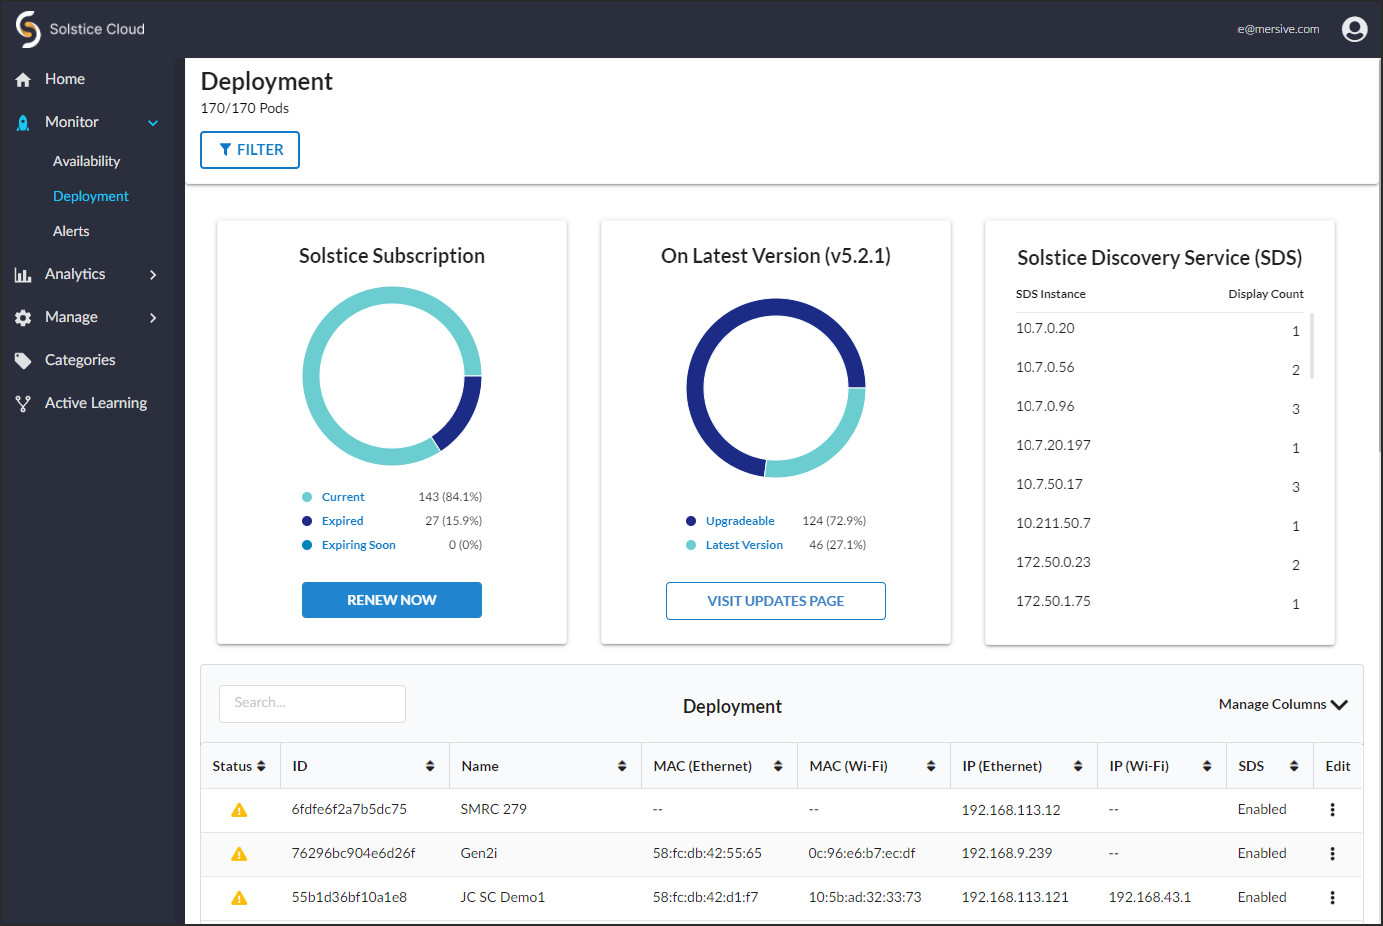 Solstice Cloud
e@mersive.com
Home
Monitor
Availability
Deployment
Alerts
Analytics
Manage
Categories
Active Learning
Deployment
170/170 Pods
FILTER
Solstice Subscription
Current 143 (84.1%)
Expired 27 (15.9%)
Expiring Soon 0 (0%)
RENEW NOW
On Latest Version (v5.2.1)
Upgradeable 124 (72.9%)
Latest Version 46 (27.1%)
VISIT UPDATES PAGE
Solstice Discovery Service (SDS)
SDS Instance Display Count
10.7.0.20 1
10.7.0.56 2
10.7.0.96 3
10.7.20.197 1
10.7.50.17 3
10.211.50.7 1
172.50.0.23 2
172.50.1.75 1
Search...
Deployment
Manage Columns
Status ID Name MAC (Ethernet) MAC (Wi-Fi) IP (Ethernet) IP (Wi-Fi) SDS Edit
6fdfe6f2a7b5dc75 SMRC 279 -- -- 192.168.113.12 -- Enabled
76296bc904e6d26f Gen2i 58:fc:db:42:55:65 0c:96:e6:b7:ec:df 192.168.9.239 -- Enabled
55b1d36bf10a1e8 JC SC Demo1 58:fc:db:42:d1:f7 10:5b:ad:32:33:73 192.168.113.121 192.168.43.1 Enabled